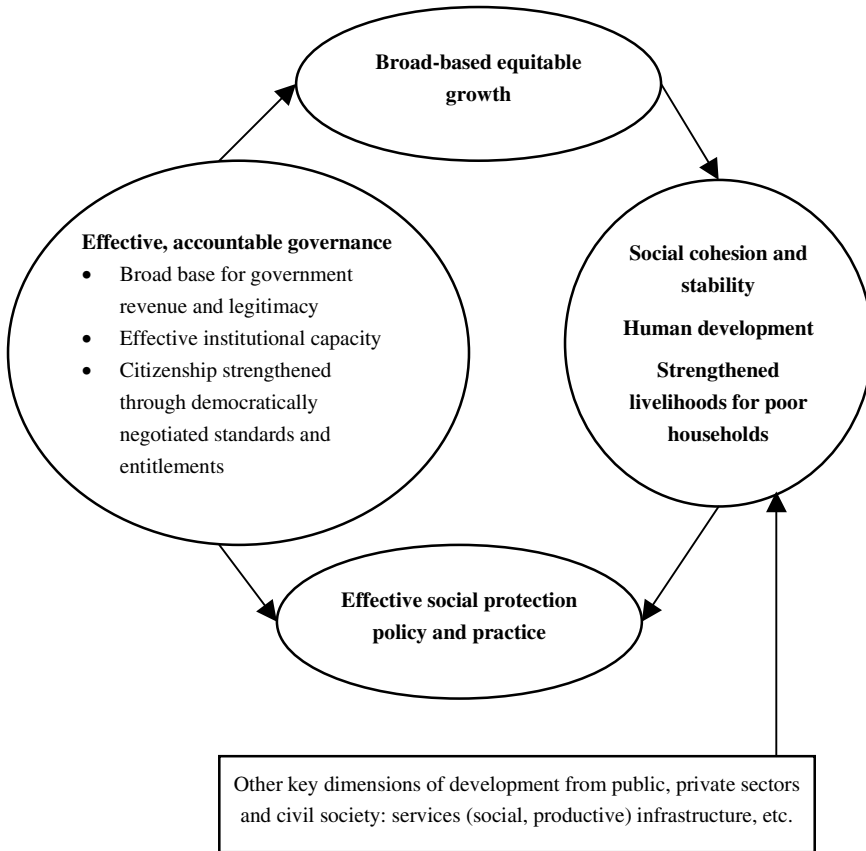 Broad-based equitable
growth
Effective, accountable governance
• Broad base for government
revenue and legitimacy
• Effective institutional capacity
• Citizenship strengthened
through democratically
negotiated standards and
entitlements
Social cohesion and
stability
Human development
Strengthened
livelihoods for poor
households
Effective social protection
policy and practice
Other key dimensions of development from public, private sectors
and civil society: services (social, productive) infrastructure, etc.